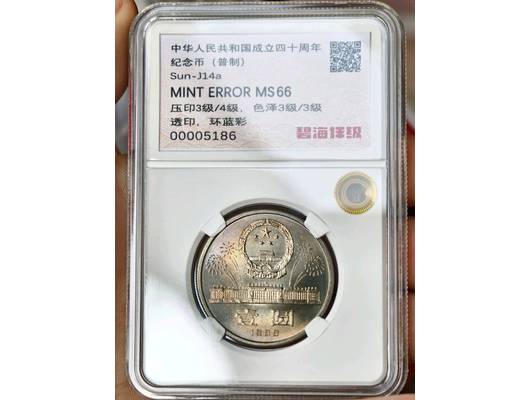 中华人民共和国成立四十周年
纪念币（普制）
Sun-J14a
MINT ERROR MS66
压印3级/4级，色泽3级/3级
透印，环蓝彩
00005186
碧海评级
壹圆